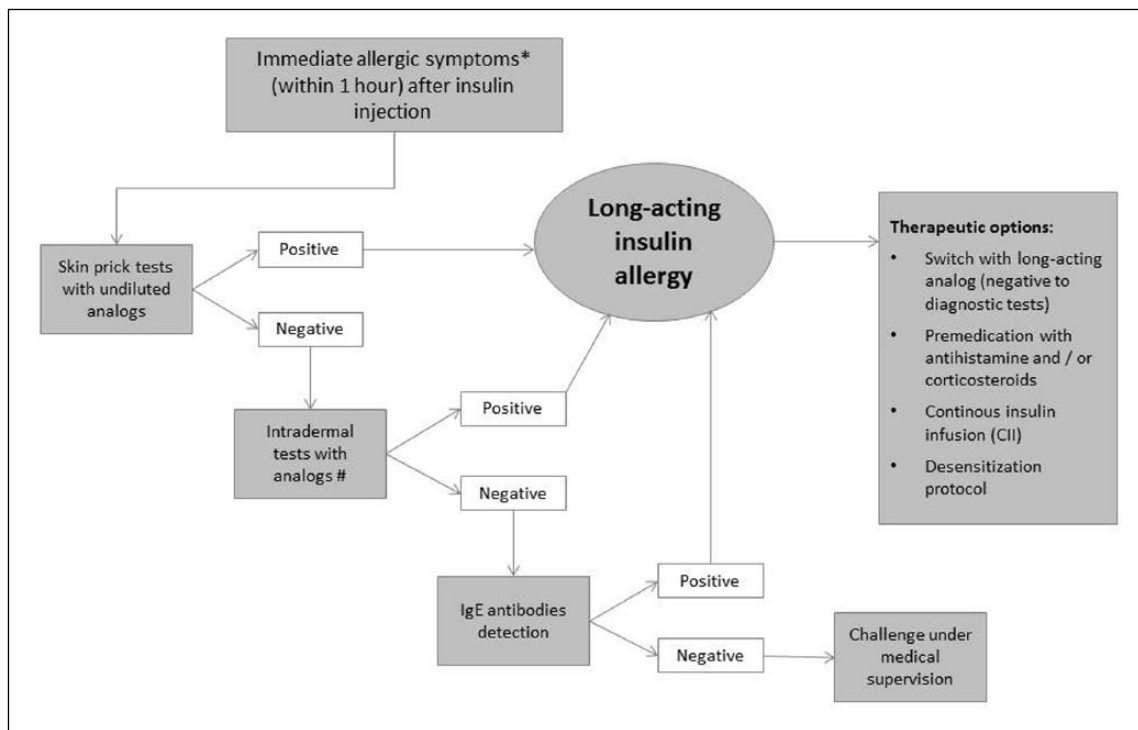 Immediate allergic symptoms*
(within 1 hour) after insulin
injection
Long-acting
insulin
allergy
Therapeutic options:
• Switch with long-acting
analog (negative to
diagnostic tests)
• Premedication with
antihistamine and / or
corticosteroids
• Continous insulin
infusion (CII)
• Desensitization
protocol
Skin prick tests
with undiluted
analogs
Positive
Negative
Intradermal
tests with
analogs #
Positive
Negative
IgE antibodies
detection
Positive
Negative
Challenge under
medical
supervision